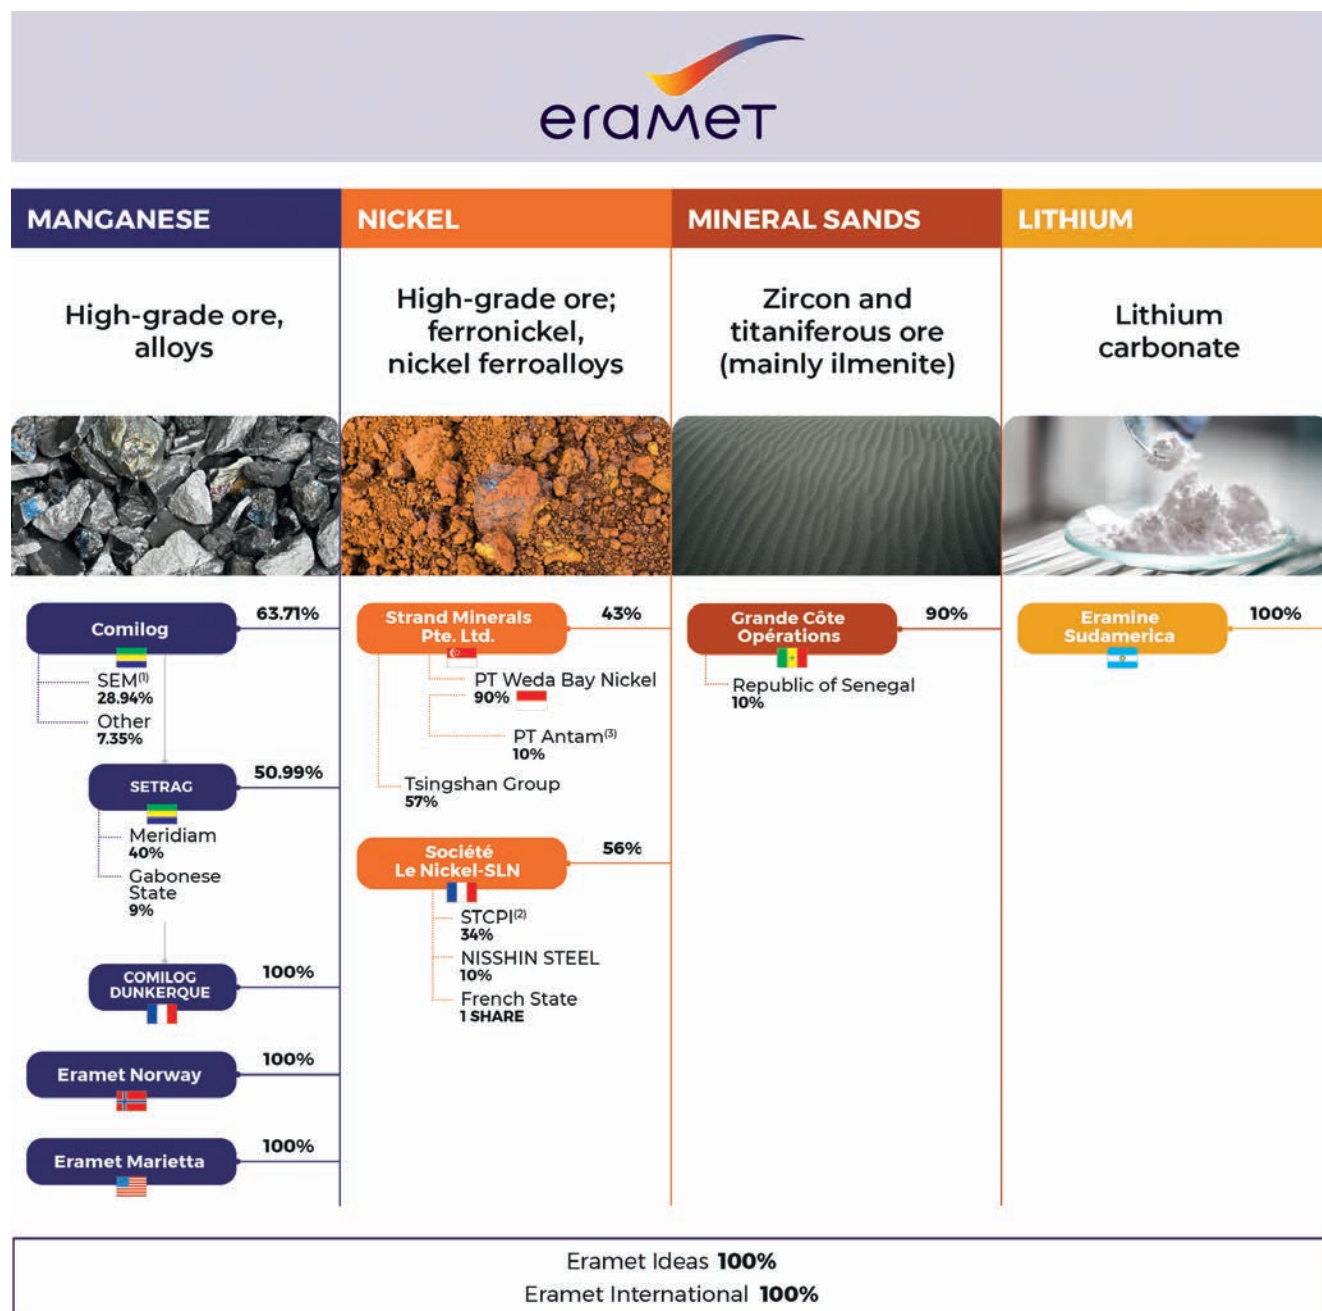 eramet
MANGANESE
High-grade ore,
alloys
Comilog
63.71%
SEM(1)
28.94%
Other
7.35%
SETRAG
50.99%
Meridiam
40%
Gabonese
State
9%
COMILOG
DUNKERQUE
100%
Eramet Norway
100%
Eramet Marietta
100%
NICKEL
High-grade ore;
ferronickel,
nickel ferroalloys
Strand Minerals
Pte. Ltd.
43%
PT Weda Bay Nickel
90%
PT Antam(3)
10%
Tsingshan Group
57%
Société
Le Nickel-SLN
56%
STCPI(2)
34%
NISSHIN STEEL
10%
French State
1 SHARE
MINERAL SANDS
Zircon and
titaniferous ore
(mainly ilmenite)
Grande Côte
Opérations
90%
Republic of Senegal
10%
LITHIUM
Lithium
carbonate
Eramine
Sudamerica
100%
Eramet Ideas 100%
Eramet International 100%